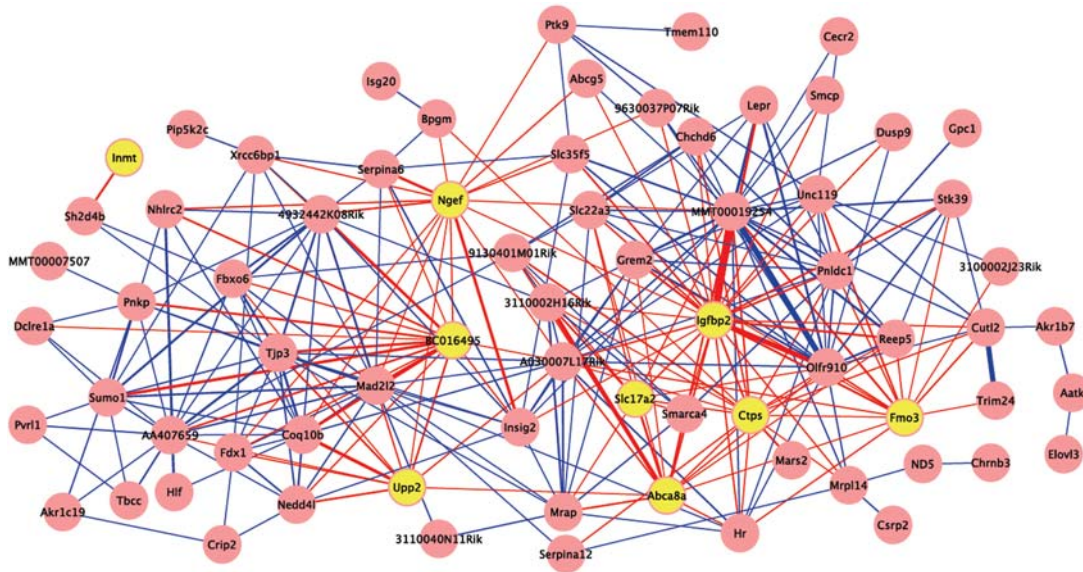 Ptk9
Tmem110
Cecr2
Isg20
Abcg5
9630037P07Rik
Lepr
Smcp
Pip5k2c
Bpgm
Chchd6
Dusp9
Gpc1
Inmt
Xrcc6bp1
Serpina6
Slc35f5
Ngef
Unc119
Stk39
Sh2d4b
Nhlrc2
4932442K08Rik
Slc22a3
MMT00019254
MMT00007507
9130401M01Rik
Grem2
Pnldc1
3100002J23Rik
Fbxo6
Pnkp
3110002H16Rik
Igfbp2
Dclre1a
BC016495
Reep5
Cutl2
Akr1b7
Tjp3
A030007L17Rik
Olfr910
Mad2l2
Sumo1
Slc17a2
Aatk
Trim24
Smarca4
Ctps
Fmo3
Pvrl1
AA407659
Coq10b
Insig2
Fdx1
Elovl3
Mars2
ND5
Chrnb3
Hlf
Upp2
Mrpl14
Tbcc
Abca8a
Nedd4l
Akr1c19
Mrap
Csrp2
Crip2
3110040N11Rik
Serpina12
Hr